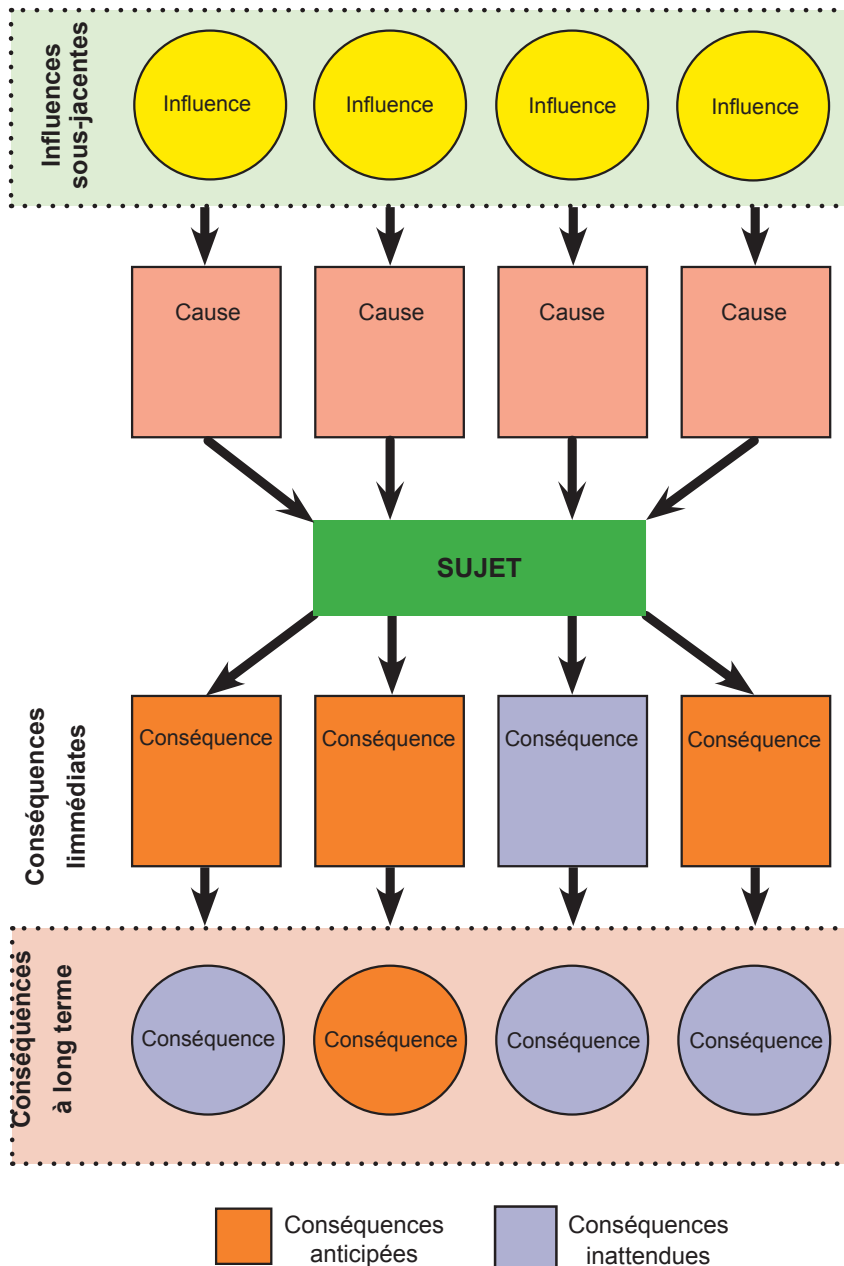 Influences
sous-jacentes
Influence
Influence
Influence
Influence
Cause
Cause
Cause
Cause
SUJET
Conséquences
Iimmédiates
Conséquence
Conséquence
Conséquence
Conséquence
Conséquences
à long terme
Conséquence
Conséquence
Conséquence
Conséquence
Conséquences
anticipées
Conséquences
inattendues